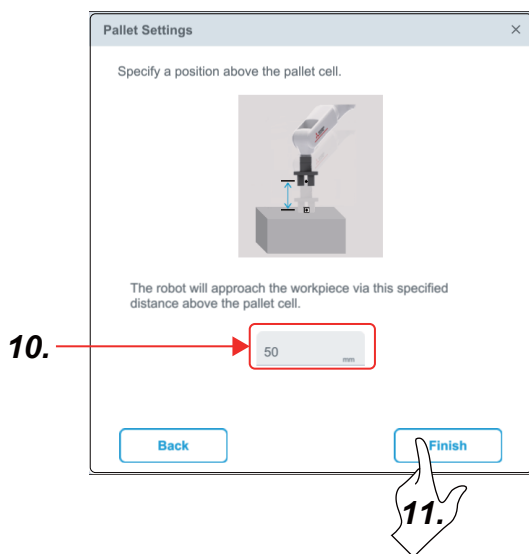 Pallet Settings ×
Specify a position above the pallet cell.
The robot will approach the workpiece via this specified
distance above the pallet cell.
10.
50 mm
Back
Finish
11.